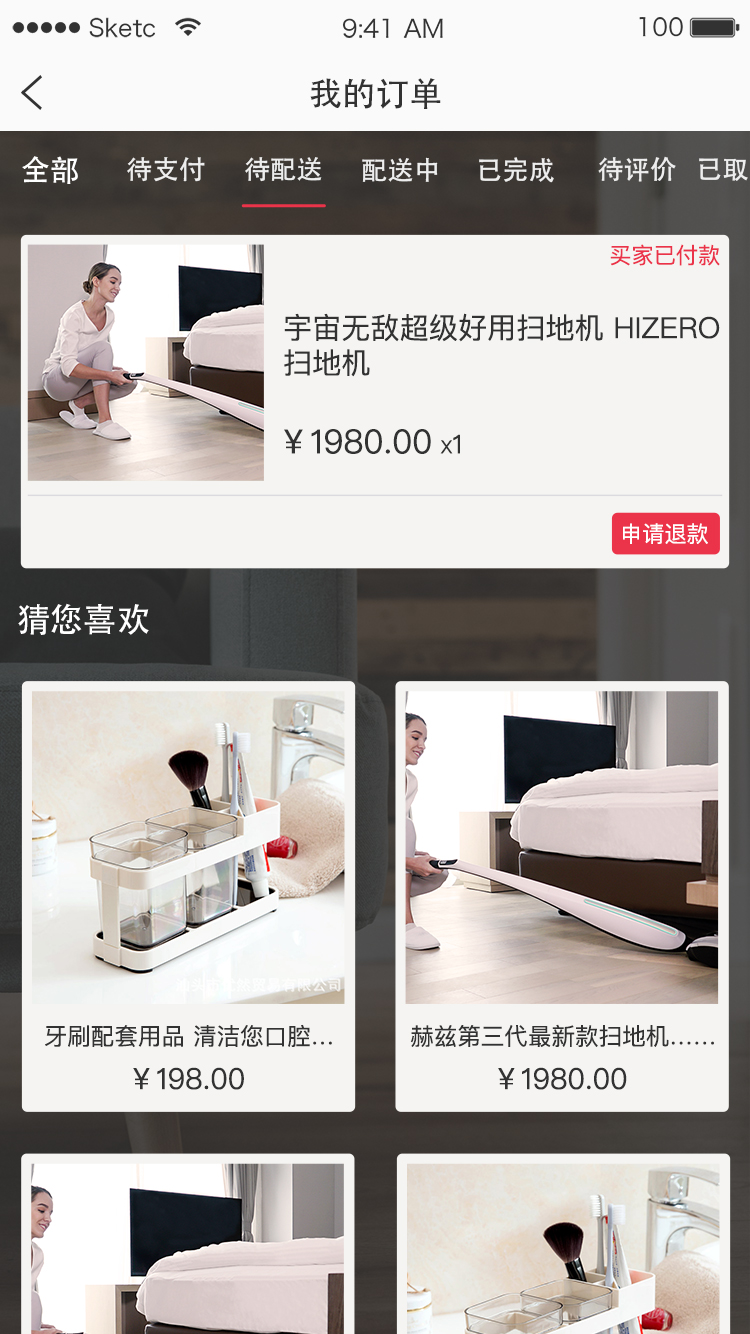 Sketc
9:41 AM
100
我的订单
全部 待支付 待配送 配送中 已完成 待评价 已取
买家已付款
宇宙无敌超级好用扫地机 HIZERO
扫地机
¥1980.00 x1
申请退款
猜您喜欢
牙刷配套用品 清洁您口腔...
¥198.00
赫兹第三代最新款扫地机......
¥1980.00